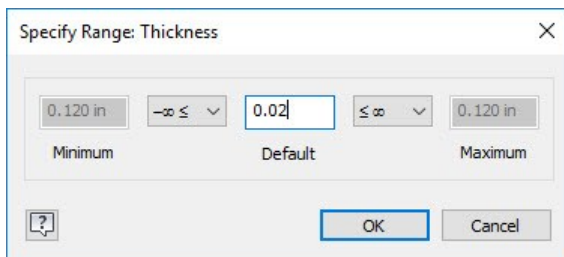 Specify Range: Thickness
0.120 in -∞ ≤ 0.02 ≤ ∞ 0.120 in
Minimum Default Maximum
? OK Cancel